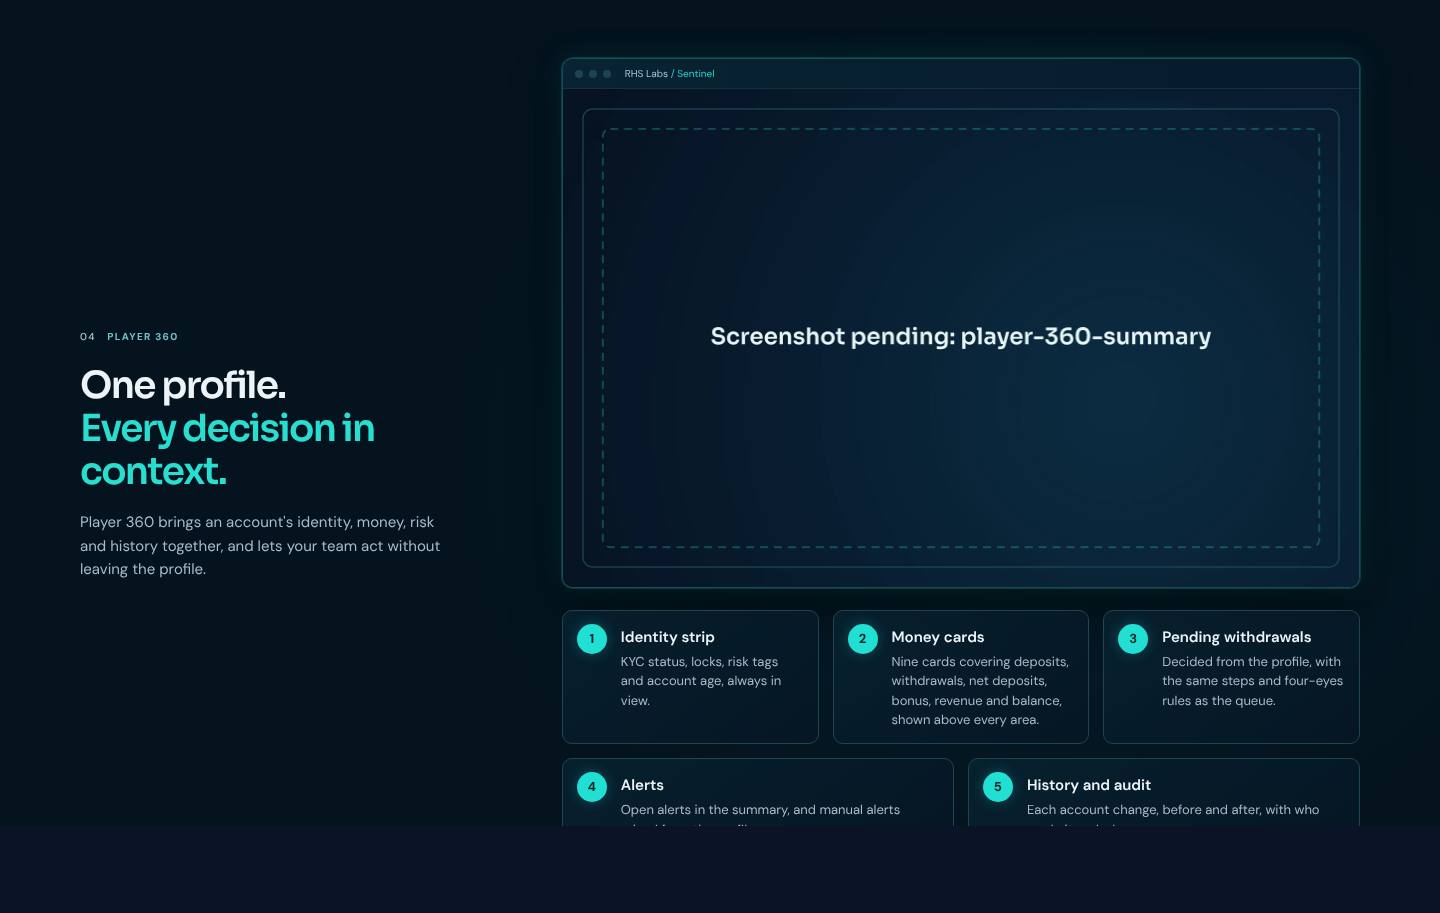 RHS Labs / Sentinel
Screenshot pending: player-360-summary
04 PLAYER 360
One profile.
Every decision in
context.
Player 360 brings an account's identity, money, risk
and history together, and lets your team act without
leaving the profile.
1 Identity strip
KYC status, locks, risk tags
and account age, always in
view.
2 Money cards
Nine cards covering deposits,
withdrawals, net deposits,
bonus, revenue and balance,
shown above every area.
3 Pending withdrawals
Decided from the profile, with
the same steps and four-eyes
rules as the queue.
4 Alerts
Open alerts in the summary, and manual alerts
5 History and audit
Each account change, before and after, with who